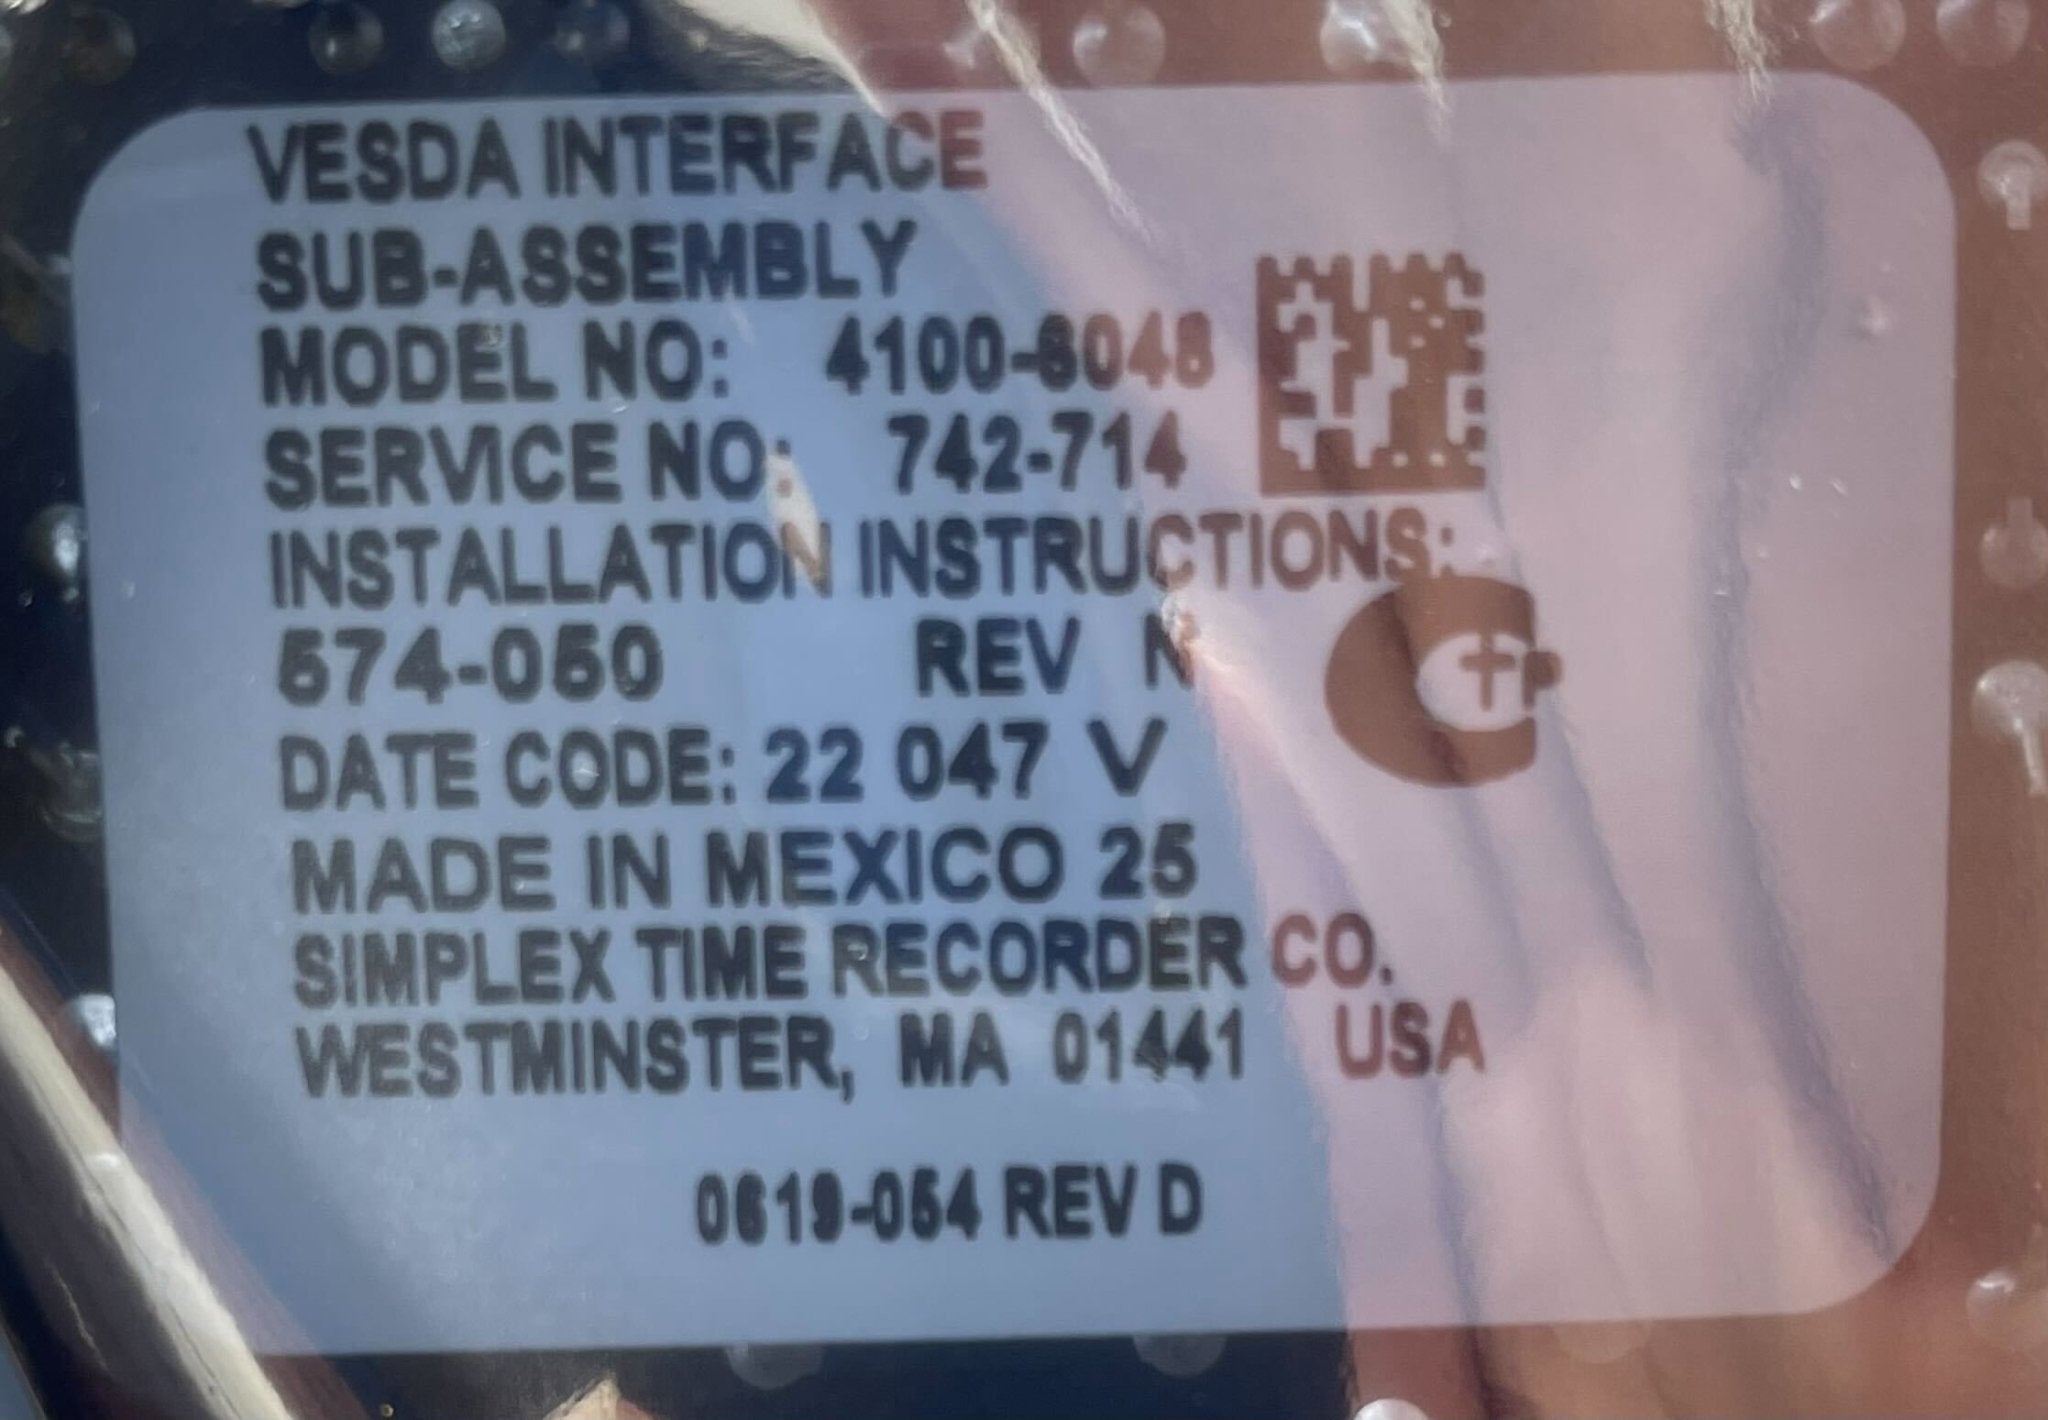 VESDA INTERFACE
SUB-ASSEMBLY
MODEL NO: 4100-6048
SERVICE NO: 742-714
INSTALLATION INSTRUCTIONS:
574-050 REV N
DATE CODE: 22 047 V
MADE IN MEXICO 25
SIMPLEX TIME RECORDER CO.
WESTMINSTER, MA 01441 USA
0619-054 REV D